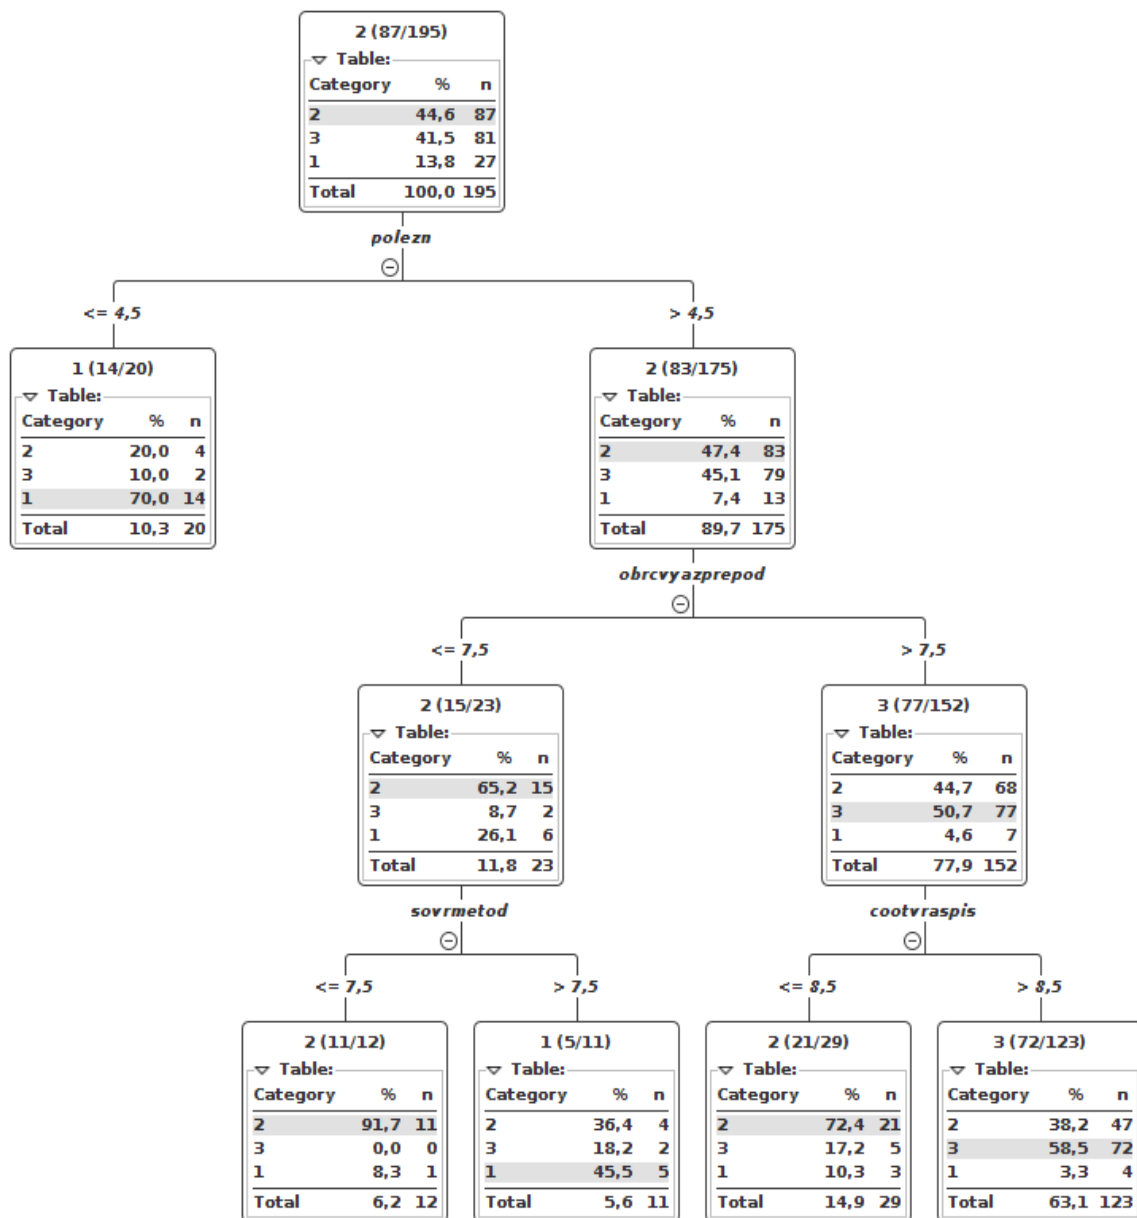 2 (87/195)
Table:
Category % n
2 44,6 87
3 41,5 81
1 13,8 27
Total 100,0 195
polezn
<= 4,5
> 4,5
1 (14/20)
Table:
Category % n
2 20,0 4
3 10,0 2
1 70,0 14
Total 10,3 20
2 (83/175)
Table:
Category % n
2 47,4 83
3 45,1 79
1 7,4 13
Total 89,7 175
obrcvyazprepod
<= 7,5
> 7,5
2 (15/23)
Table:
Category % n
2 65,2 15
3 8,7 2
1 26,1 6
Total 11,8 23
3 (77/152)
Table:
Category % n
2 44,7 68
3 50,7 77
1 4,6 7
Total 77,9 152
sovrmetod
cootvraspis
<= 7,5
> 7,5
<= 8,5
> 8,5
2 (11/12)
Table:
Category % n
2 91,7 11
3 0,0 0
1 8,3 1
Total 6,2 12
1 (5/11)
Table:
Category % n
2 36,4 4
3 18,2 2
1 45,5 5
Total 5,6 11
2 (21/29)
Table:
Category % n
2 72,4 21
3 17,2 5
1 10,3 3
Total 14,9 29
3 (72/123)
Table:
Category % n
2 38,2 47
3 58,5 72
1 3,3 4
Total 63,1 123